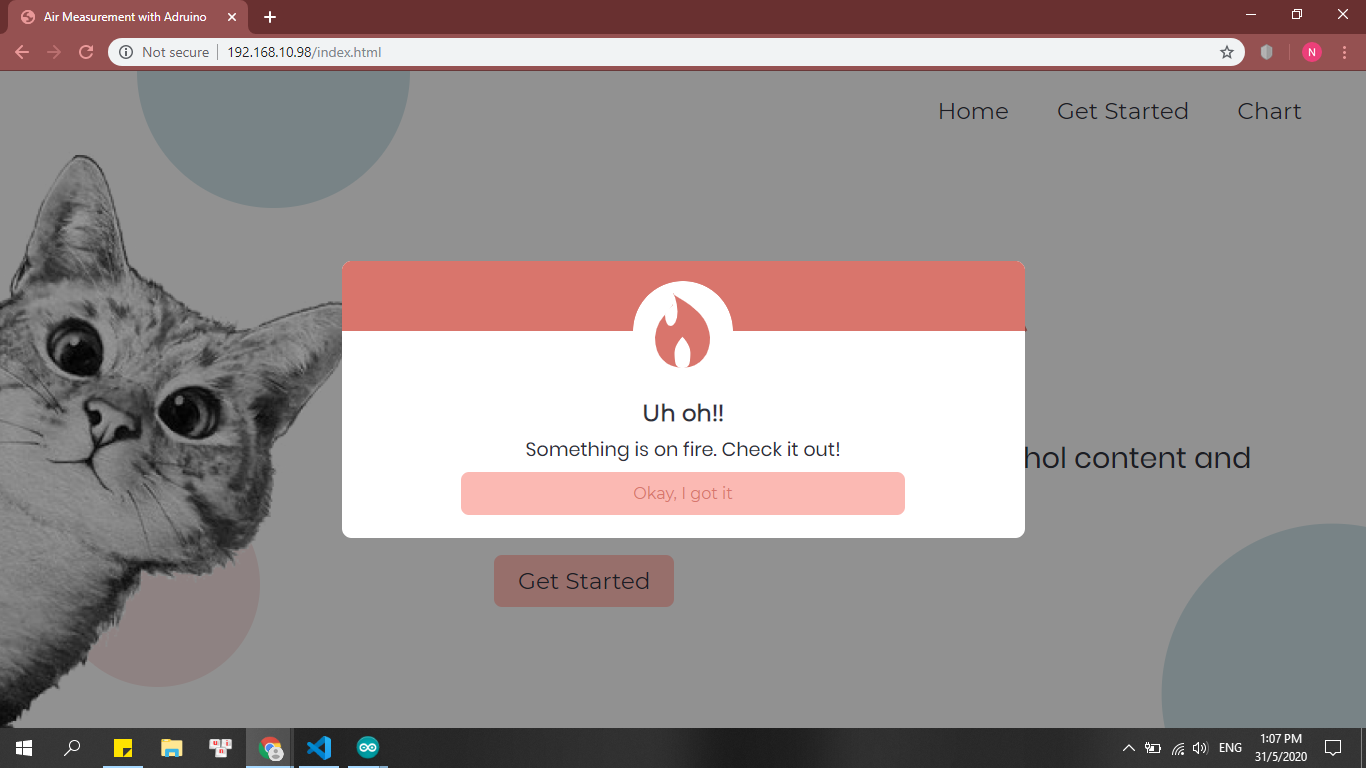 Air Measurement with Adruino
Not secure
192.168.10.98/index.html
N
Home
Get Started
Chart
Uh oh!!
Something is on fire. Check it out!
Okay, I got it
hol content and
Get Started
ENG
1:07 PM
31/5/2020